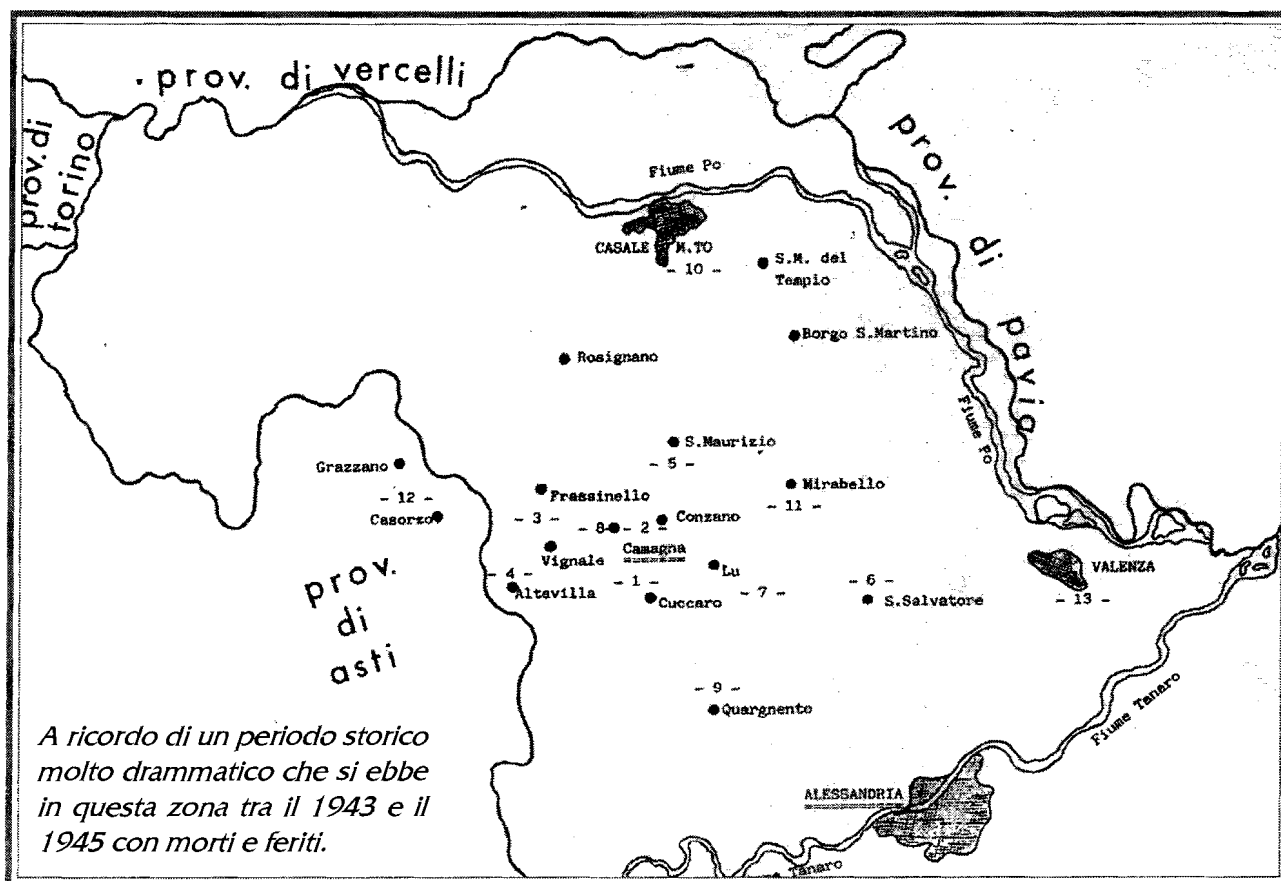 prov. di vercelli
prov. di
torino
prov. di pavia
Fiume Po
CASALE M.TO
- 10 -
S.M. del
Tempio
Borgo S.Martino
Rosignano
Fiume Po
S.Maurizio
- 5 -
Grazzano
- 12 -
Casorzo
Frassinello
- 3 -
- 8 -
- 2 -
Conzano
Mirabello
- 11 -
Vignale
Camagna
- 4 -
Altavilla
- 1 -
Cuccaro
Lu
- 7 -
- 6 -
S.Salvatore
VALENZA
- 13 -
prov.
di
asti
- 9 -
Quargnento
Fiume Tanaro
ALESSANDRIA
Fiume Tanaro
A ricordo di un periodo storico
molto drammatico che si ebbe
in questa zona tra il 1943 e il
1945 con morti e feriti.